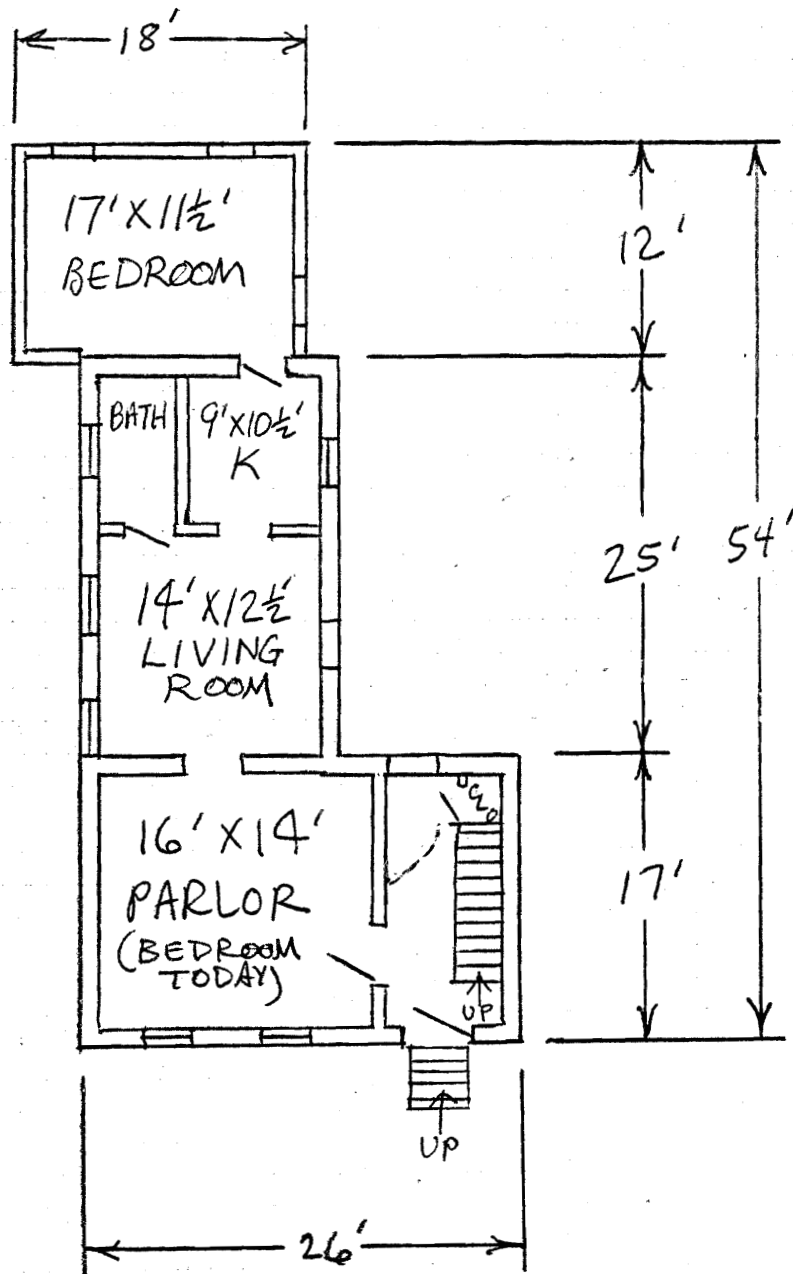 18'
17' X 11½'
BEDROOM
12'
BATH
9' X 10½'
K
25'
54'
14' X 12½'
LIVING
ROOM
16' X 14'
PARLOR
(BEDROOM
TODAY)
17'
UP
UP
26'